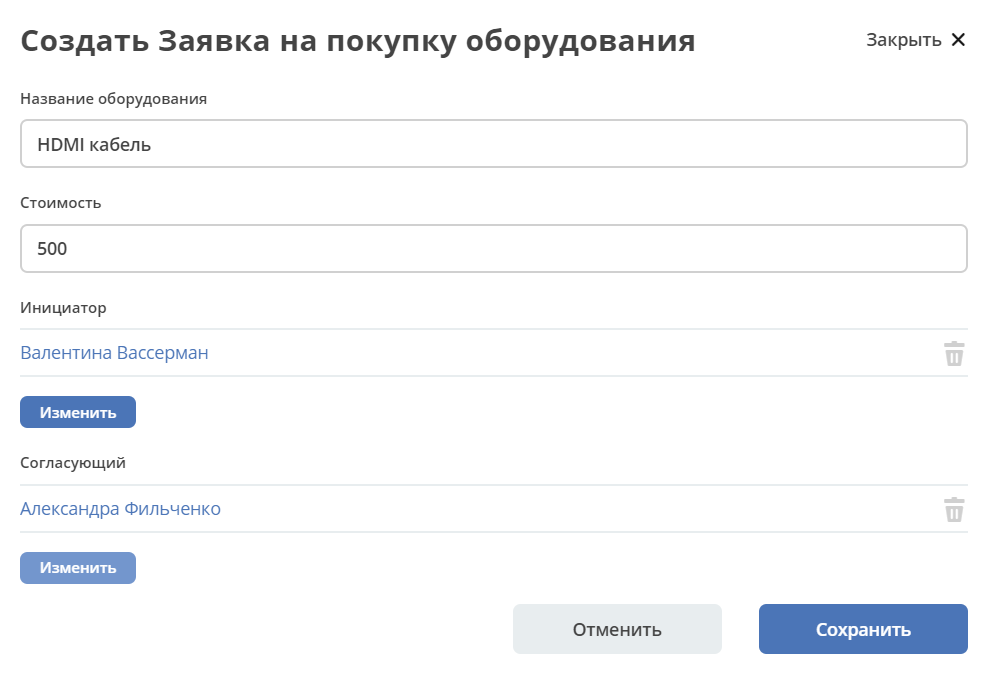 Создать Заявка на покупку оборудования
Закрыть
Название оборудования
HDMI кабель
Стоимость
500
Инициатор
Валентина Вассерман
Изменить
Согласующий
Александра Фильченко
Изменить
Отменить
Сохранить